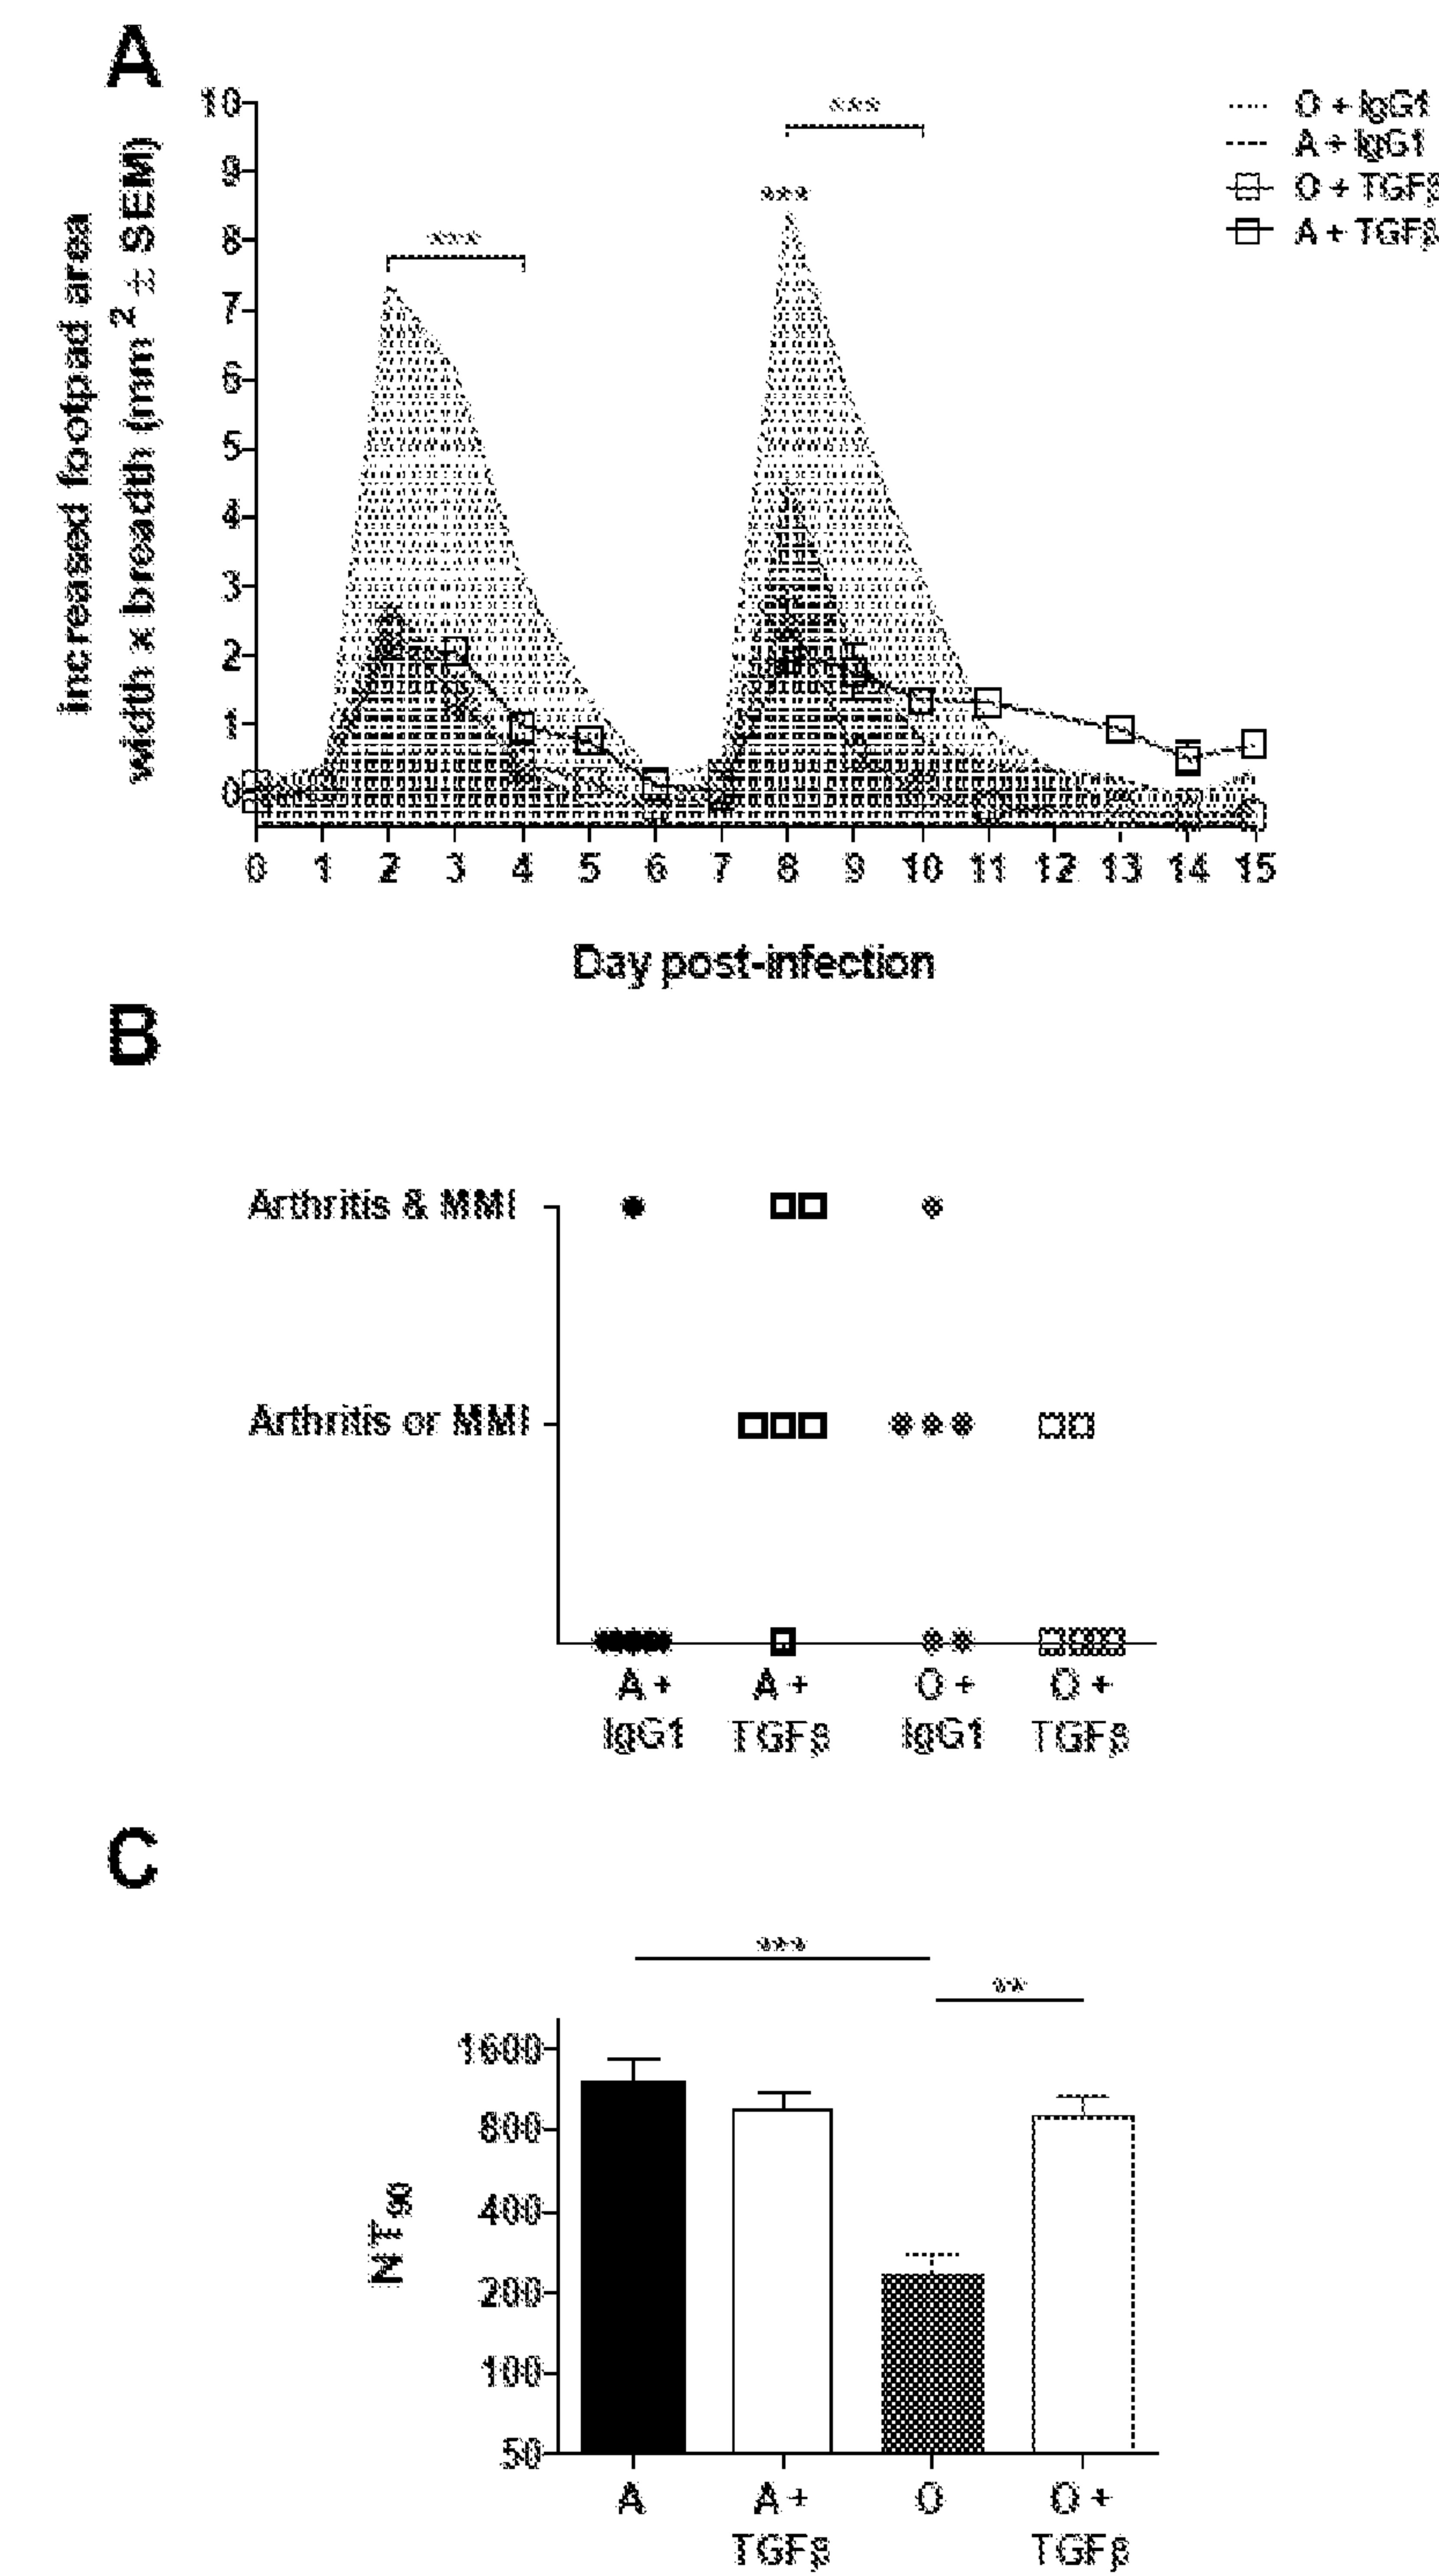 A
10
9
8
7
6
5
4
3
2
1
0
increased footpad area
width x breadth (mm² ± SEM)
***
***
***
O + IgG1
A + IgG1
O + TGFβ
A + TGFβ
0 1 2 3 4 5 6 7 8 9 10 11 12 13 14 15
Day post-infection
B
Arthritis & MMI
Arthritis or MMI
A + A + O + O +
IgG1 TGFβ IgG1 TGFβ
C
***
**
1600
800
400
200
100
50
NT90
A A + O O +
TGFβ TGFβ